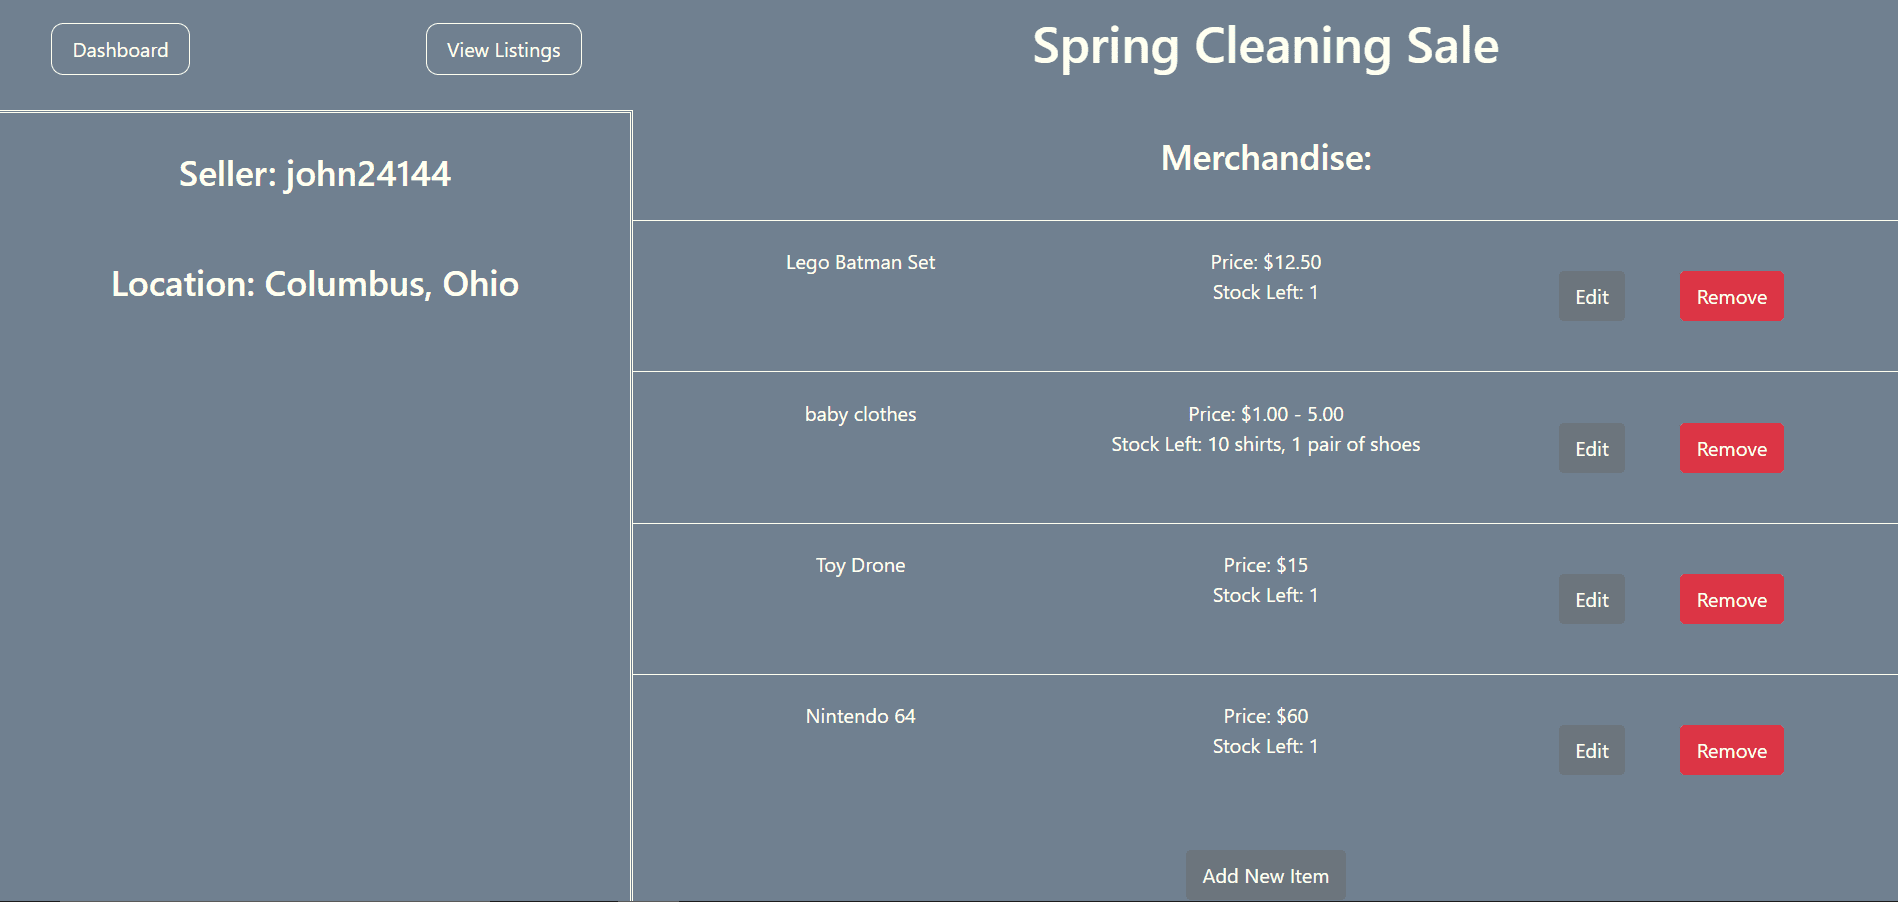 Dashboard
View Listings
Spring Cleaning Sale
Seller: john24144
Location: Columbus, Ohio
Merchandise:
Lego Batman Set
Price: $12.50
Stock Left: 1
Edit
Remove
baby clothes
Price: $1.00 - 5.00
Stock Left: 10 shirts, 1 pair of shoes
Edit
Remove
Toy Drone
Price: $15
Stock Left: 1
Edit
Remove
Nintendo 64
Price: $60
Stock Left: 1
Edit
Remove
Add New Item